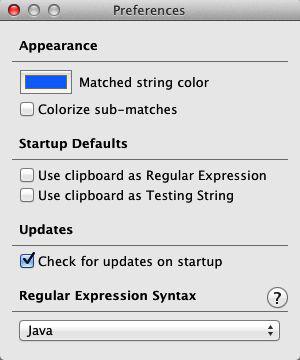 Preferences
Appearance
Matched string color
Colorize sub-matches
Startup Defaults
Use clipboard as Regular Expression
Use clipboard as Testing String
Updates
Check for updates on startup
Regular Expression Syntax ?
Java